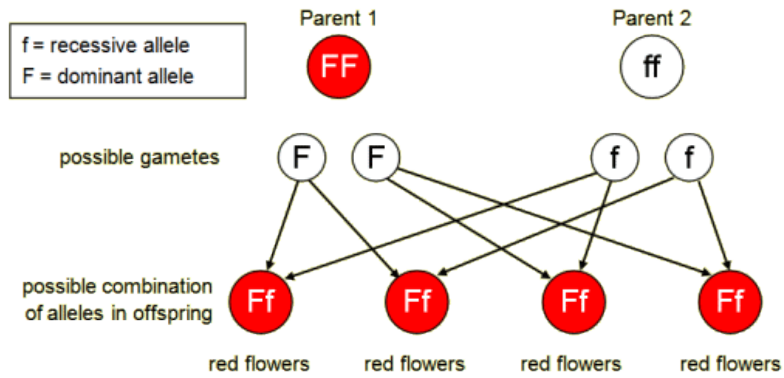 Parent 1
Parent 2
f = recessive allele
F = dominant allele
FF
ff
possible gametes
F
F
f
f
possible combination
of alleles in offspring
Ff
Ff
Ff
Ff
red flowers
red flowers
red flowers
red flowers